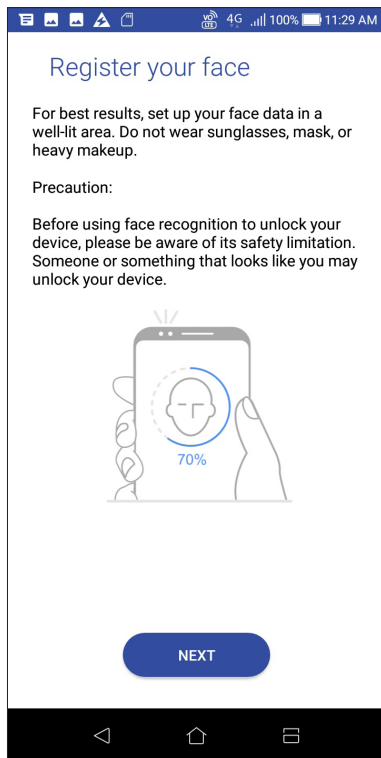 VO LTE 4G 100% 11:29 AM
Register your face
For best results, set up your face data in a
well-lit area. Do not wear sunglasses, mask, or
heavy makeup.
Precaution:
Before using face recognition to unlock your
device, please be aware of its safety limitation.
Someone or something that looks like you may
unlock your device.
70%
NEXT